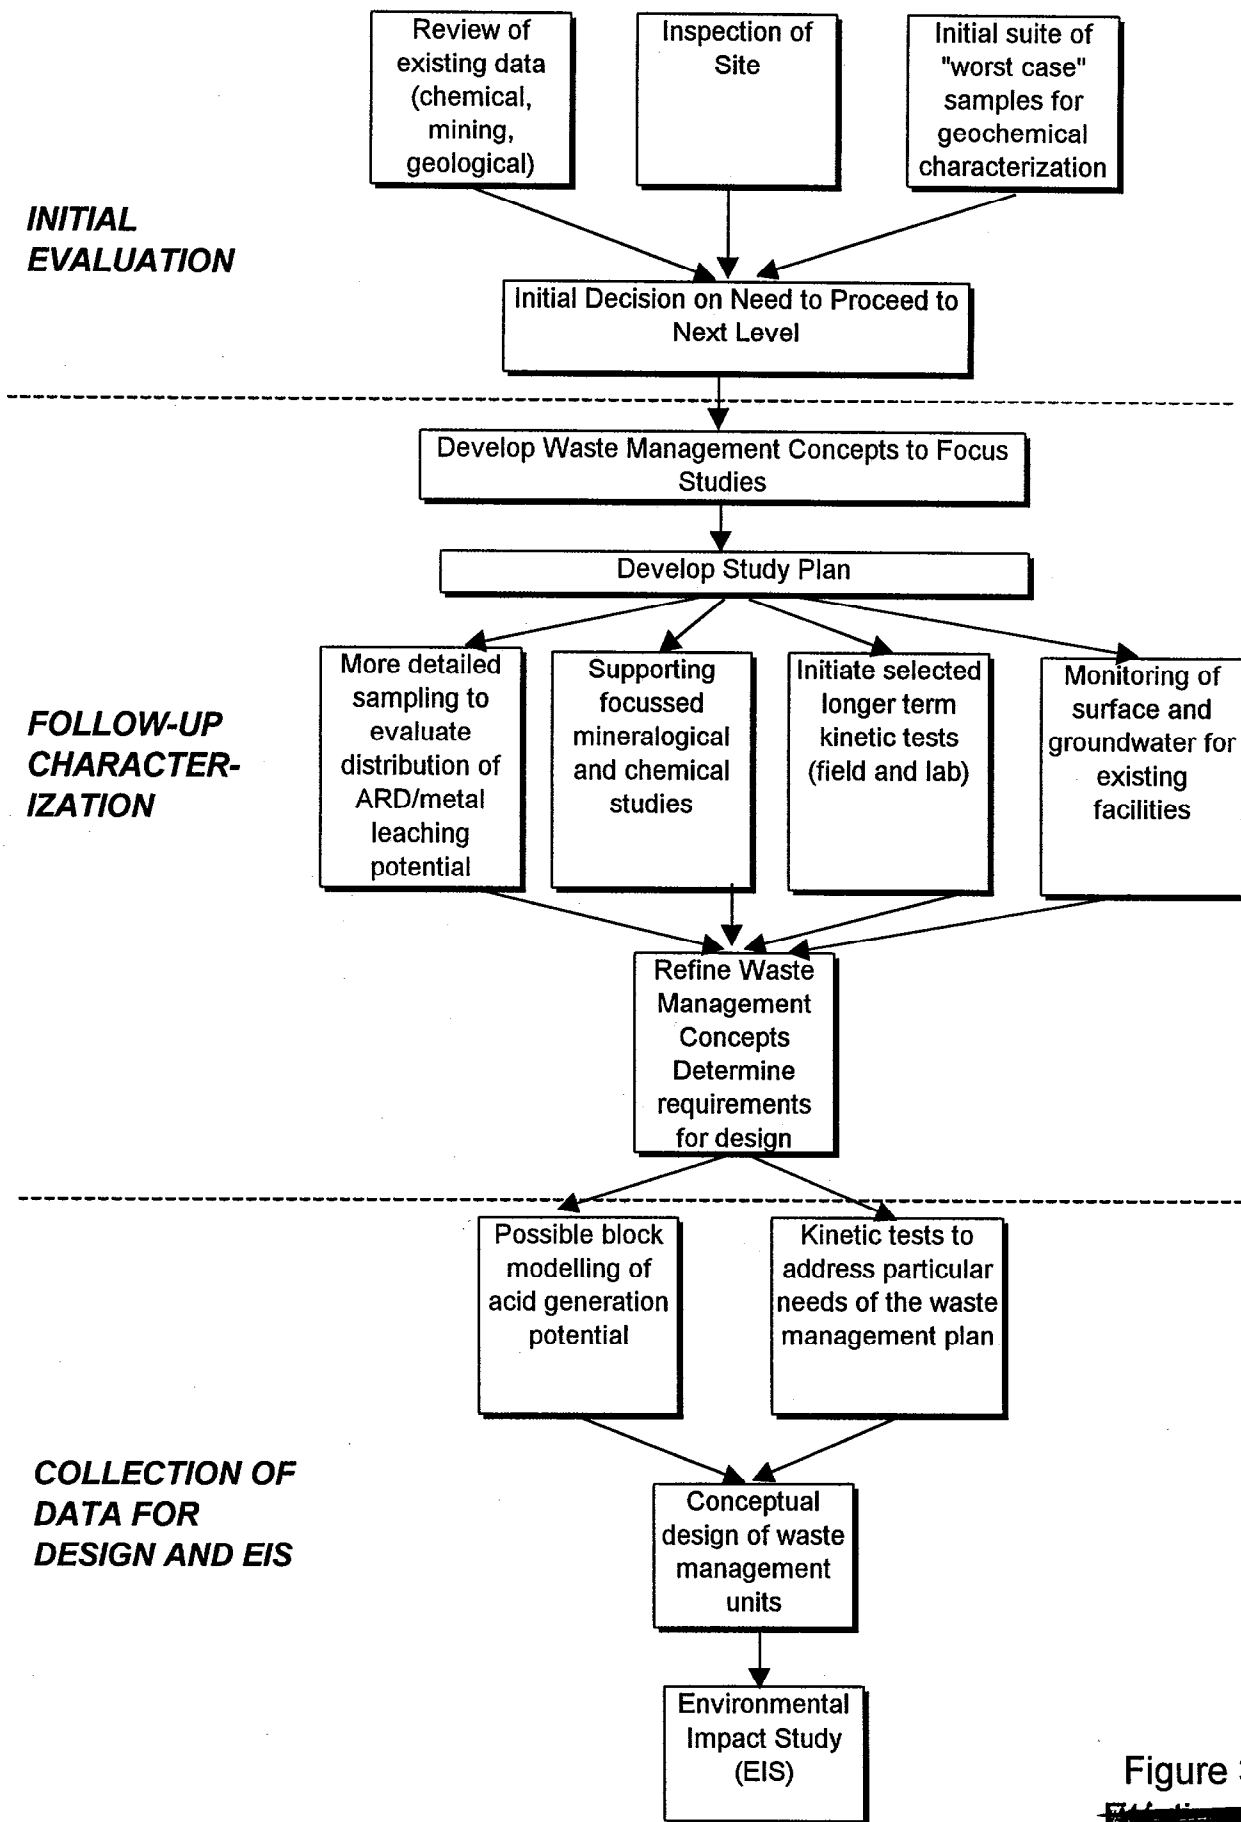 Review of
existing data
(chemical,
mining,
geological)
Inspection of
Site
Initial suite of
"worst case"
samples for
geochemical
characterization
INITIAL
EVALUATION
Initial Decision on Need to Proceed to
Next Level
Develop Waste Management Concepts to Focus
Studies
Develop Study Plan
FOLLOW-UP
CHARACTER-
IZATION
More detailed
sampling to
evaluate
distribution of
ARD/metal
leaching
potential
Supporting
focussed
mineralogical
and chemical
studies
Initiate selected
longer term
kinetic tests
(field and lab)
Monitoring of
surface and
groundwater for
existing
facilities
Refine Waste
Management
Concepts
Determine
requirements
for design
Possible block
modelling of
acid generation
potential
Kinetic tests to
address particular
needs of the waste
management plan
COLLECTION OF
DATA FOR
DESIGN AND EIS
Conceptual
design of waste
management
units
Environmental
Impact Study
(EIS)
Figure